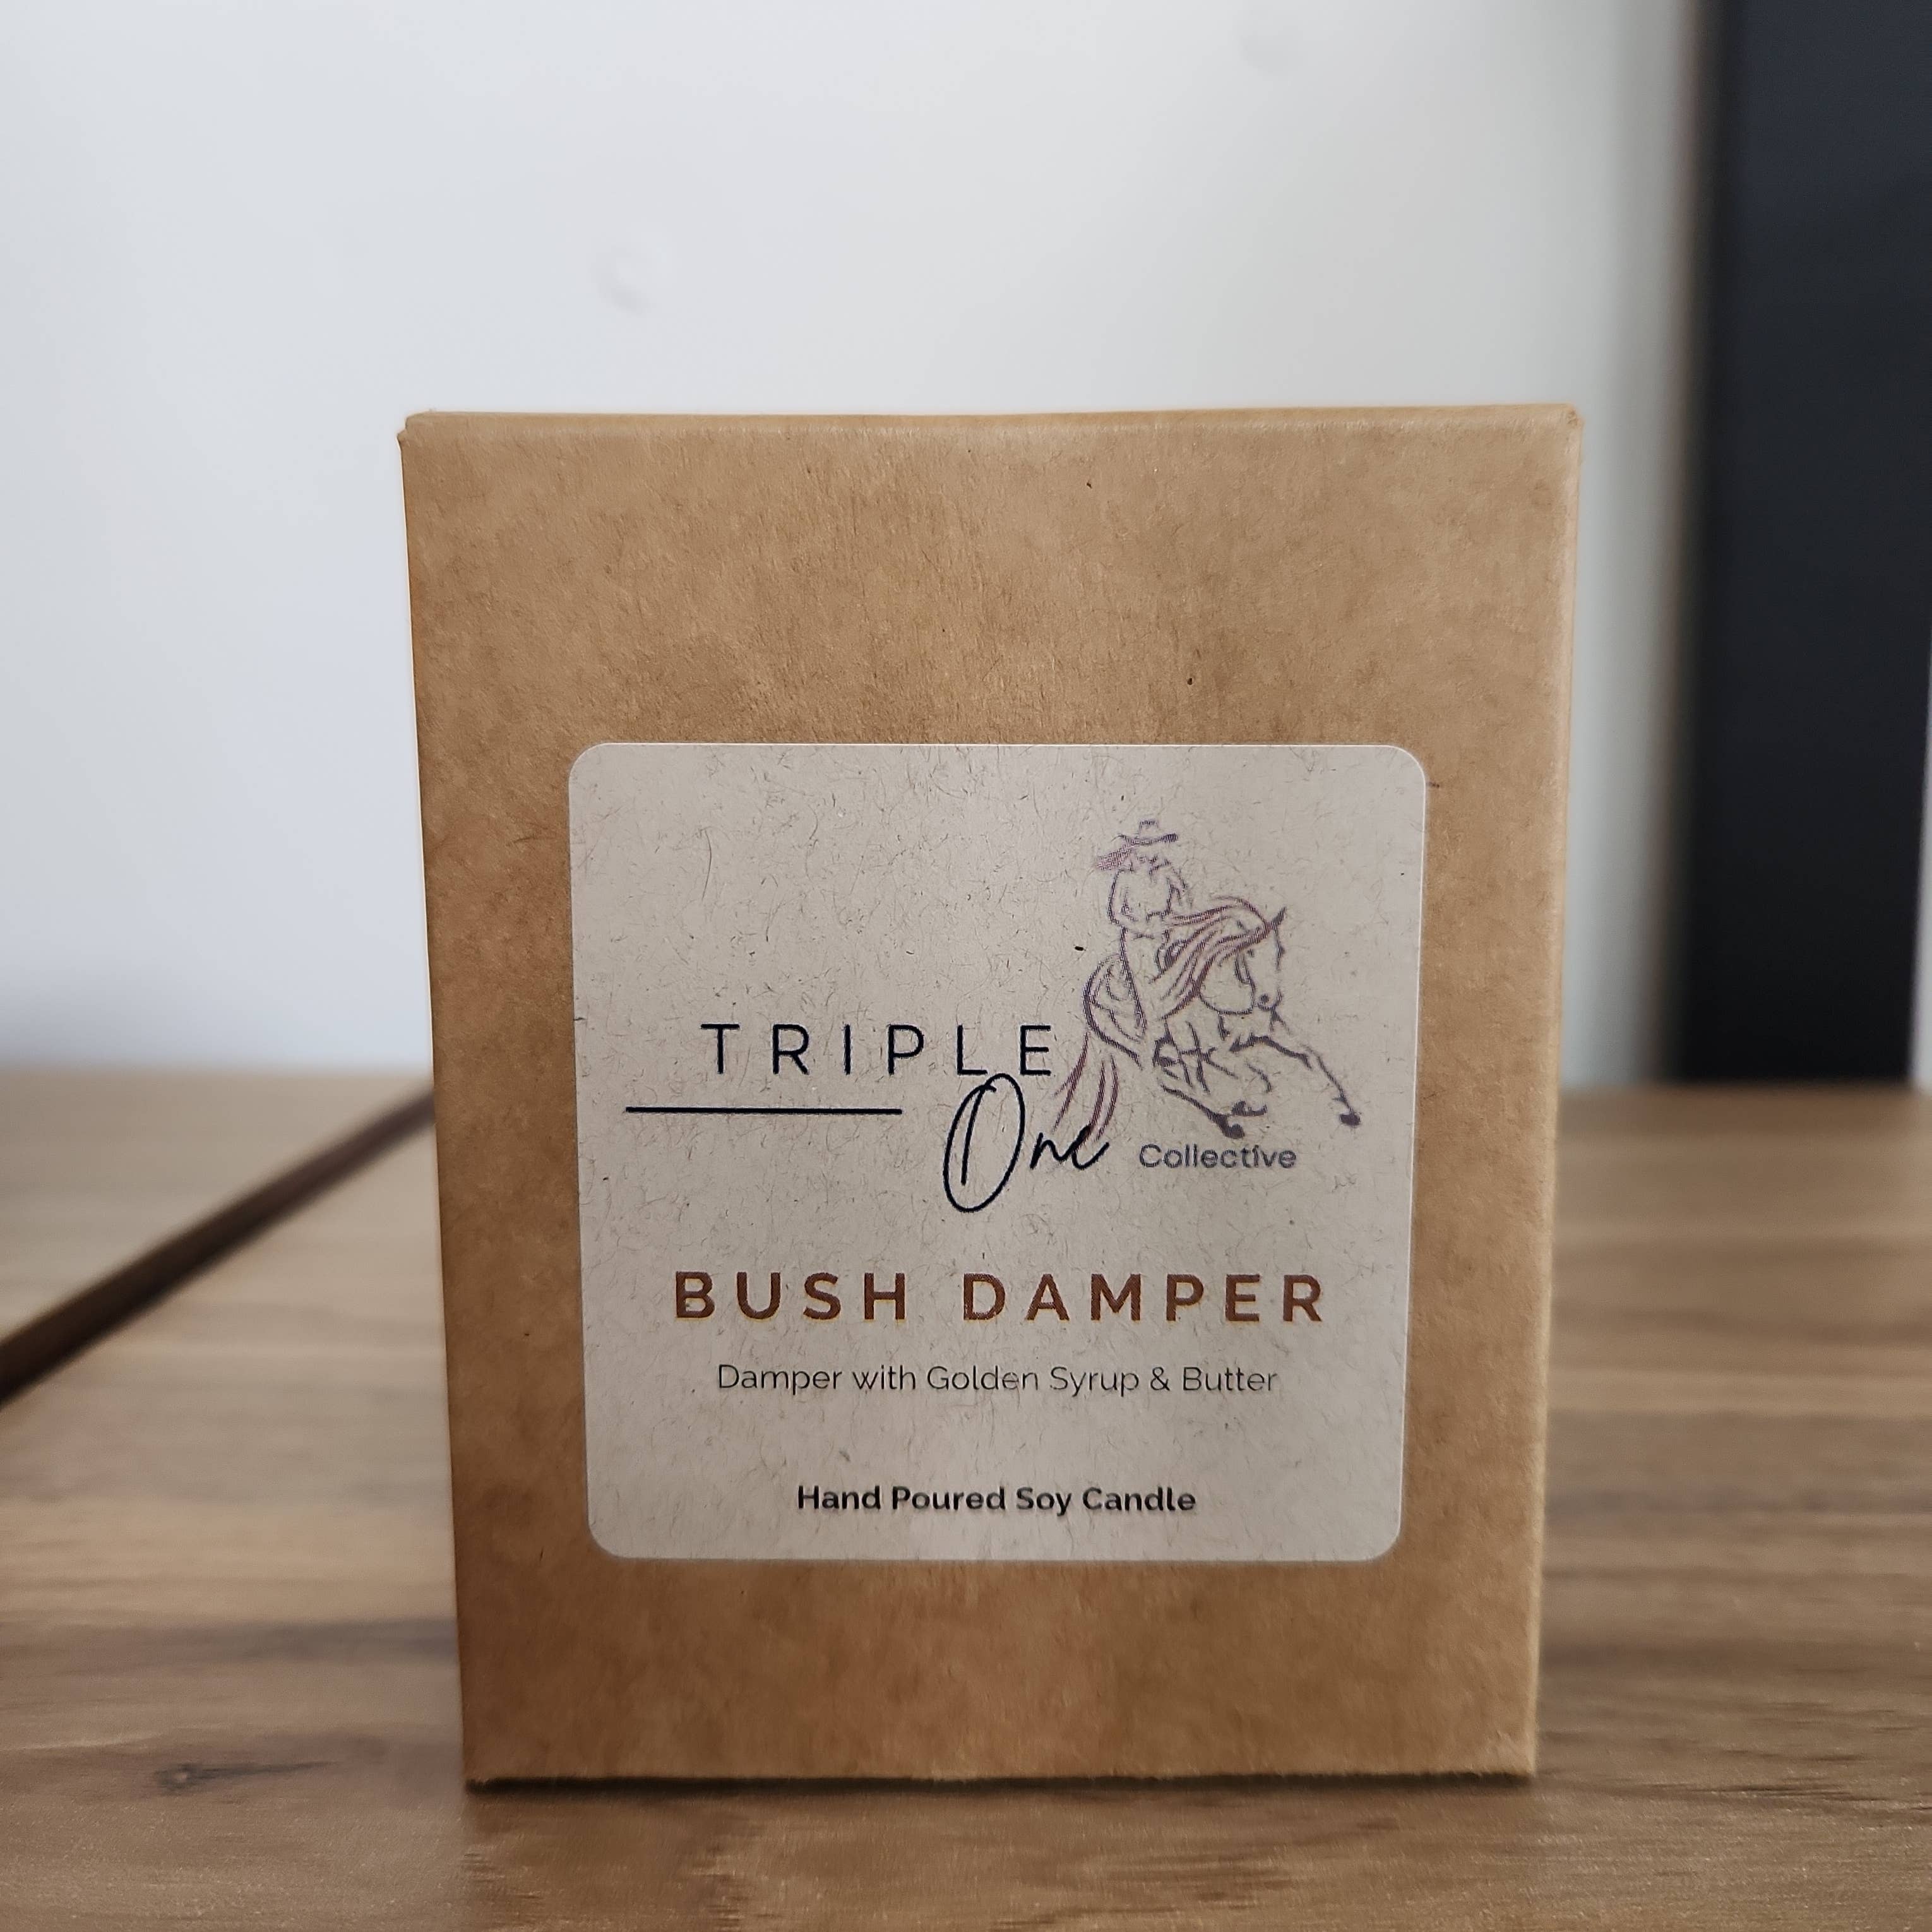 TRIPLE
One Collective
BUSH DAMPER
Damper with Golden Syrup & Butter
Hand Poured Soy Candle